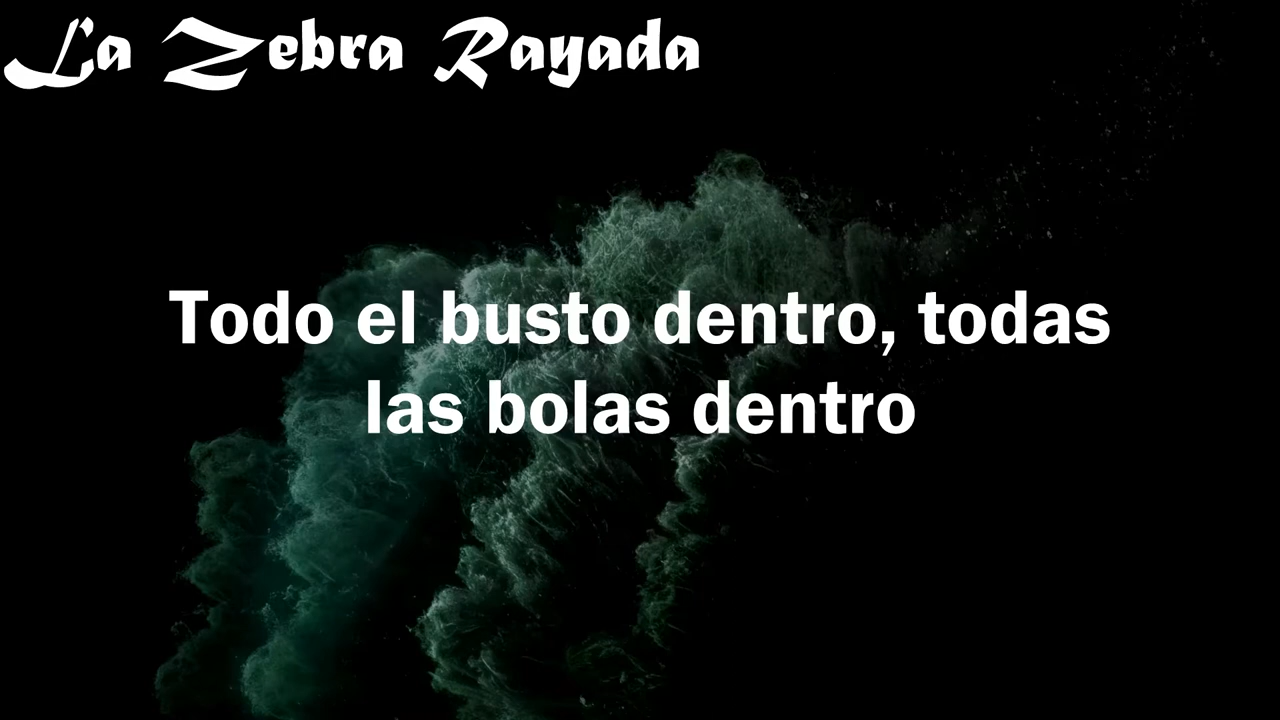 La Zebra Rayada
Todo el busto dentro, todas
las bolas dentro